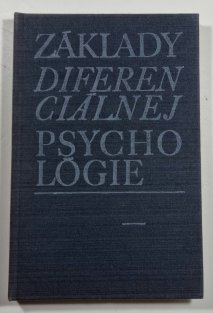 ZÁKLADY
DIFEREN
CIÁLNEJ
PSYCHO
LÓGIE